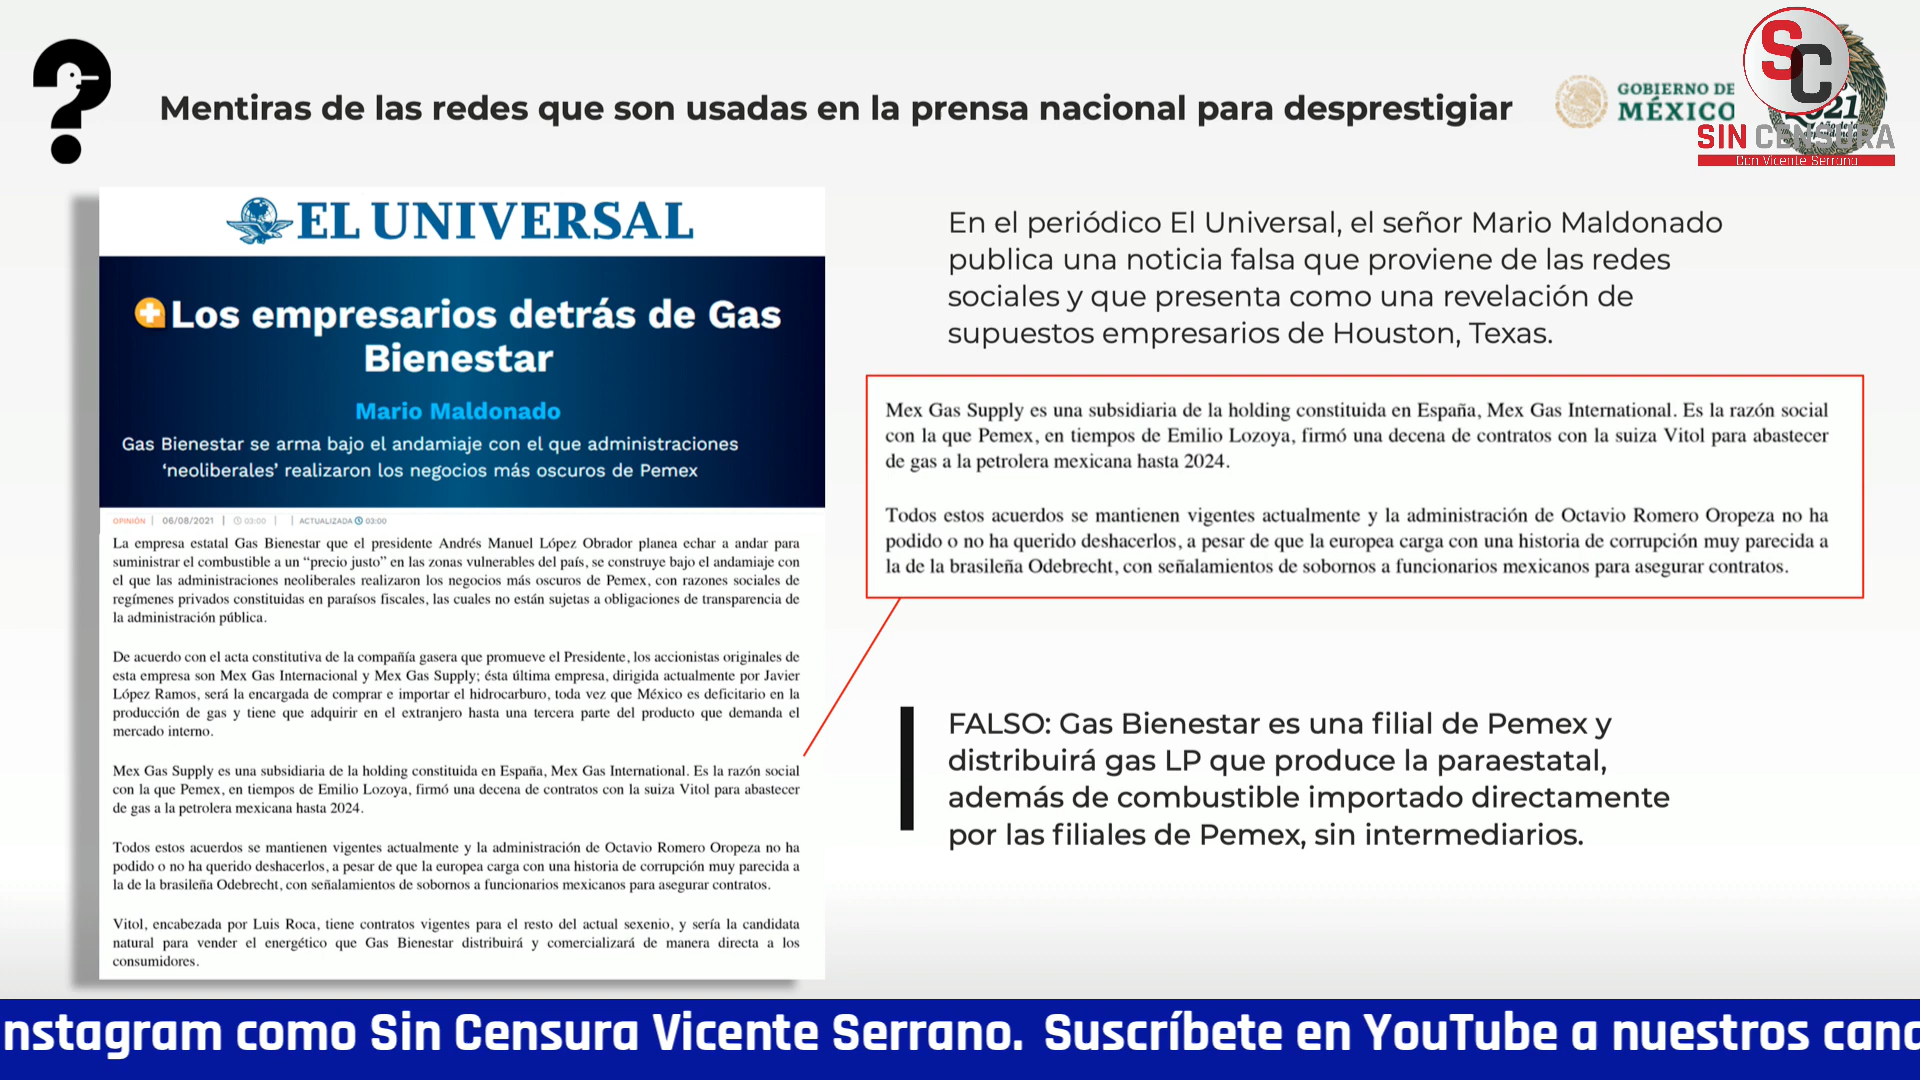 Mentiras de las redes que son usadas en la prensa nacional para desprestigiar
GOBIERNO DE
MÉXICO
SC
SIN CENSURA
Con Vicente Serrano
EL UNIVERSAL
Los empresarios detrás de Gas
Bienestar
Mario Maldonado
Gas Bienestar se arma bajo el andamiaje con el que administraciones
‘neoliberales’ realizaron los negocios más oscuros de Pemex
OPINIÓN | 06/08/2021 | 03:00 | | ACTUALIZADA 03:00
La empresa estatal Gas Bienestar que el presidente Andrés Manuel López Obrador planea echar a andar para
suministrar el combustible a un “precio justo” en las zonas vulnerables del país, se construye bajo el andamiaje con
el que las administraciones neoliberales realizaron los negocios más oscuros de Pemex, con razones sociales de
regímenes privados constituidas en paraísos fiscales, las cuales no están sujetas a obligaciones de transparencia de
la administración pública.
De acuerdo con el acta constitutiva de la compañía gasera que promueve el Presidente, los accionistas originales de
esta empresa son Mex Gas Internacional y Mex Gas Supply; ésta última empresa, dirigida actualmente por Javier
López Ramos, será la encargada de comprar e importar el hidrocarburo, toda vez que México es deficitario en la
producción de gas y tiene que adquirir en el extranjero hasta una tercera parte del producto que demanda el
mercado interno.
Mex Gas Supply es una subsidiaria de la holding constituida en España, Mex Gas International. Es la razón social
con la que Pemex, en tiempos de Emilio Lozoya, firmó una decena de contratos con la suiza Vitol para abastecer
de gas a la petrolera mexicana hasta 2024.
Todos estos acuerdos se mantienen vigentes actualmente y la administración de Octavio Romero Oropeza no ha
podido o no ha querido deshacerlos, a pesar de que la europea carga con una historia de corrupción muy parecida a
la de la brasileña Odebrecht, con señalamientos de sobornos a funcionarios mexicanos para asegurar contratos.
Vitol, encabezada por Luis Roca, tiene contratos vigentes para el resto del actual sexenio, y sería la candidata
natural para vender el energético que Gas Bienestar distribuirá y comercializará de manera directa a los
consumidores.
En el periódico El Universal, el señor Mario Maldonado
publica una noticia falsa que proviene de las redes
sociales y que presenta como una revelación de
supuestos empresarios de Houston, Texas.
Mex Gas Supply es una subsidiaria de la holding constituida en España, Mex Gas International. Es la razón social
con la que Pemex, en tiempos de Emilio Lozoya, firmó una decena de contratos con la suiza Vitol para abastecer
de gas a la petrolera mexicana hasta 2024.
Todos estos acuerdos se mantienen vigentes actualmente y la administración de Octavio Romero Oropeza no ha
podido o no ha querido deshacerlos, a pesar de que la europea carga con una historia de corrupción muy parecida a
la de la brasileña Odebrecht, con señalamientos de sobornos a funcionarios mexicanos para asegurar contratos.
FALSO: Gas Bienestar es una filial de Pemex y
distribuirá gas LP que produce la paraestatal,
además de combustible importado directamente
por las filiales de Pemex, sin intermediarios.
nstagram como Sin Censura Vicente Serrano. Suscríbete en YouTube a nuestros cana